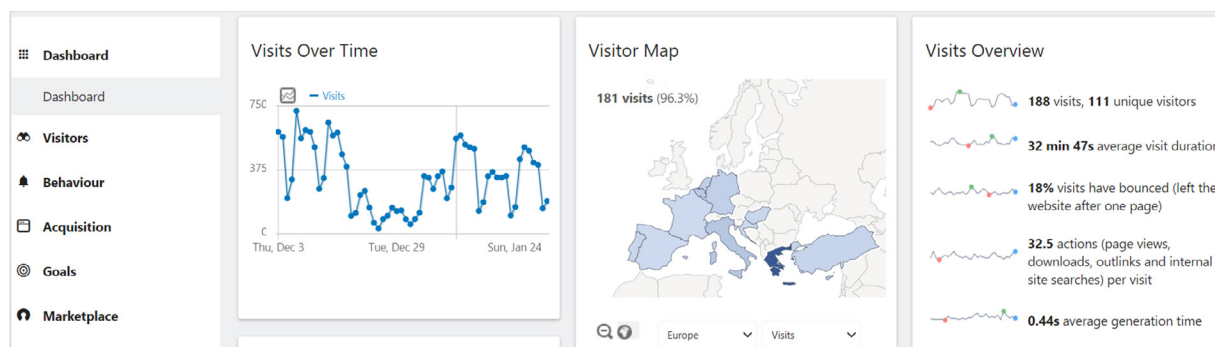 Dashboard
Dashboard
Visitors
Behaviour
Acquisition
Goals
Marketplace
Visits Over Time
Visits
750
375
0
Thu, Dec 3
Tue, Dec 29
Sun, Jan 24
Visitor Map
181 visits (96.3%)
Europe
Visits
Visits Overview
188 visits, 111 unique visitors
32 min 47s average visit duration
18% visits have bounced (left the
website after one page)
32.5 actions (page views,
downloads, outlinks and internal
site searches) per visit
0.44s average generation time